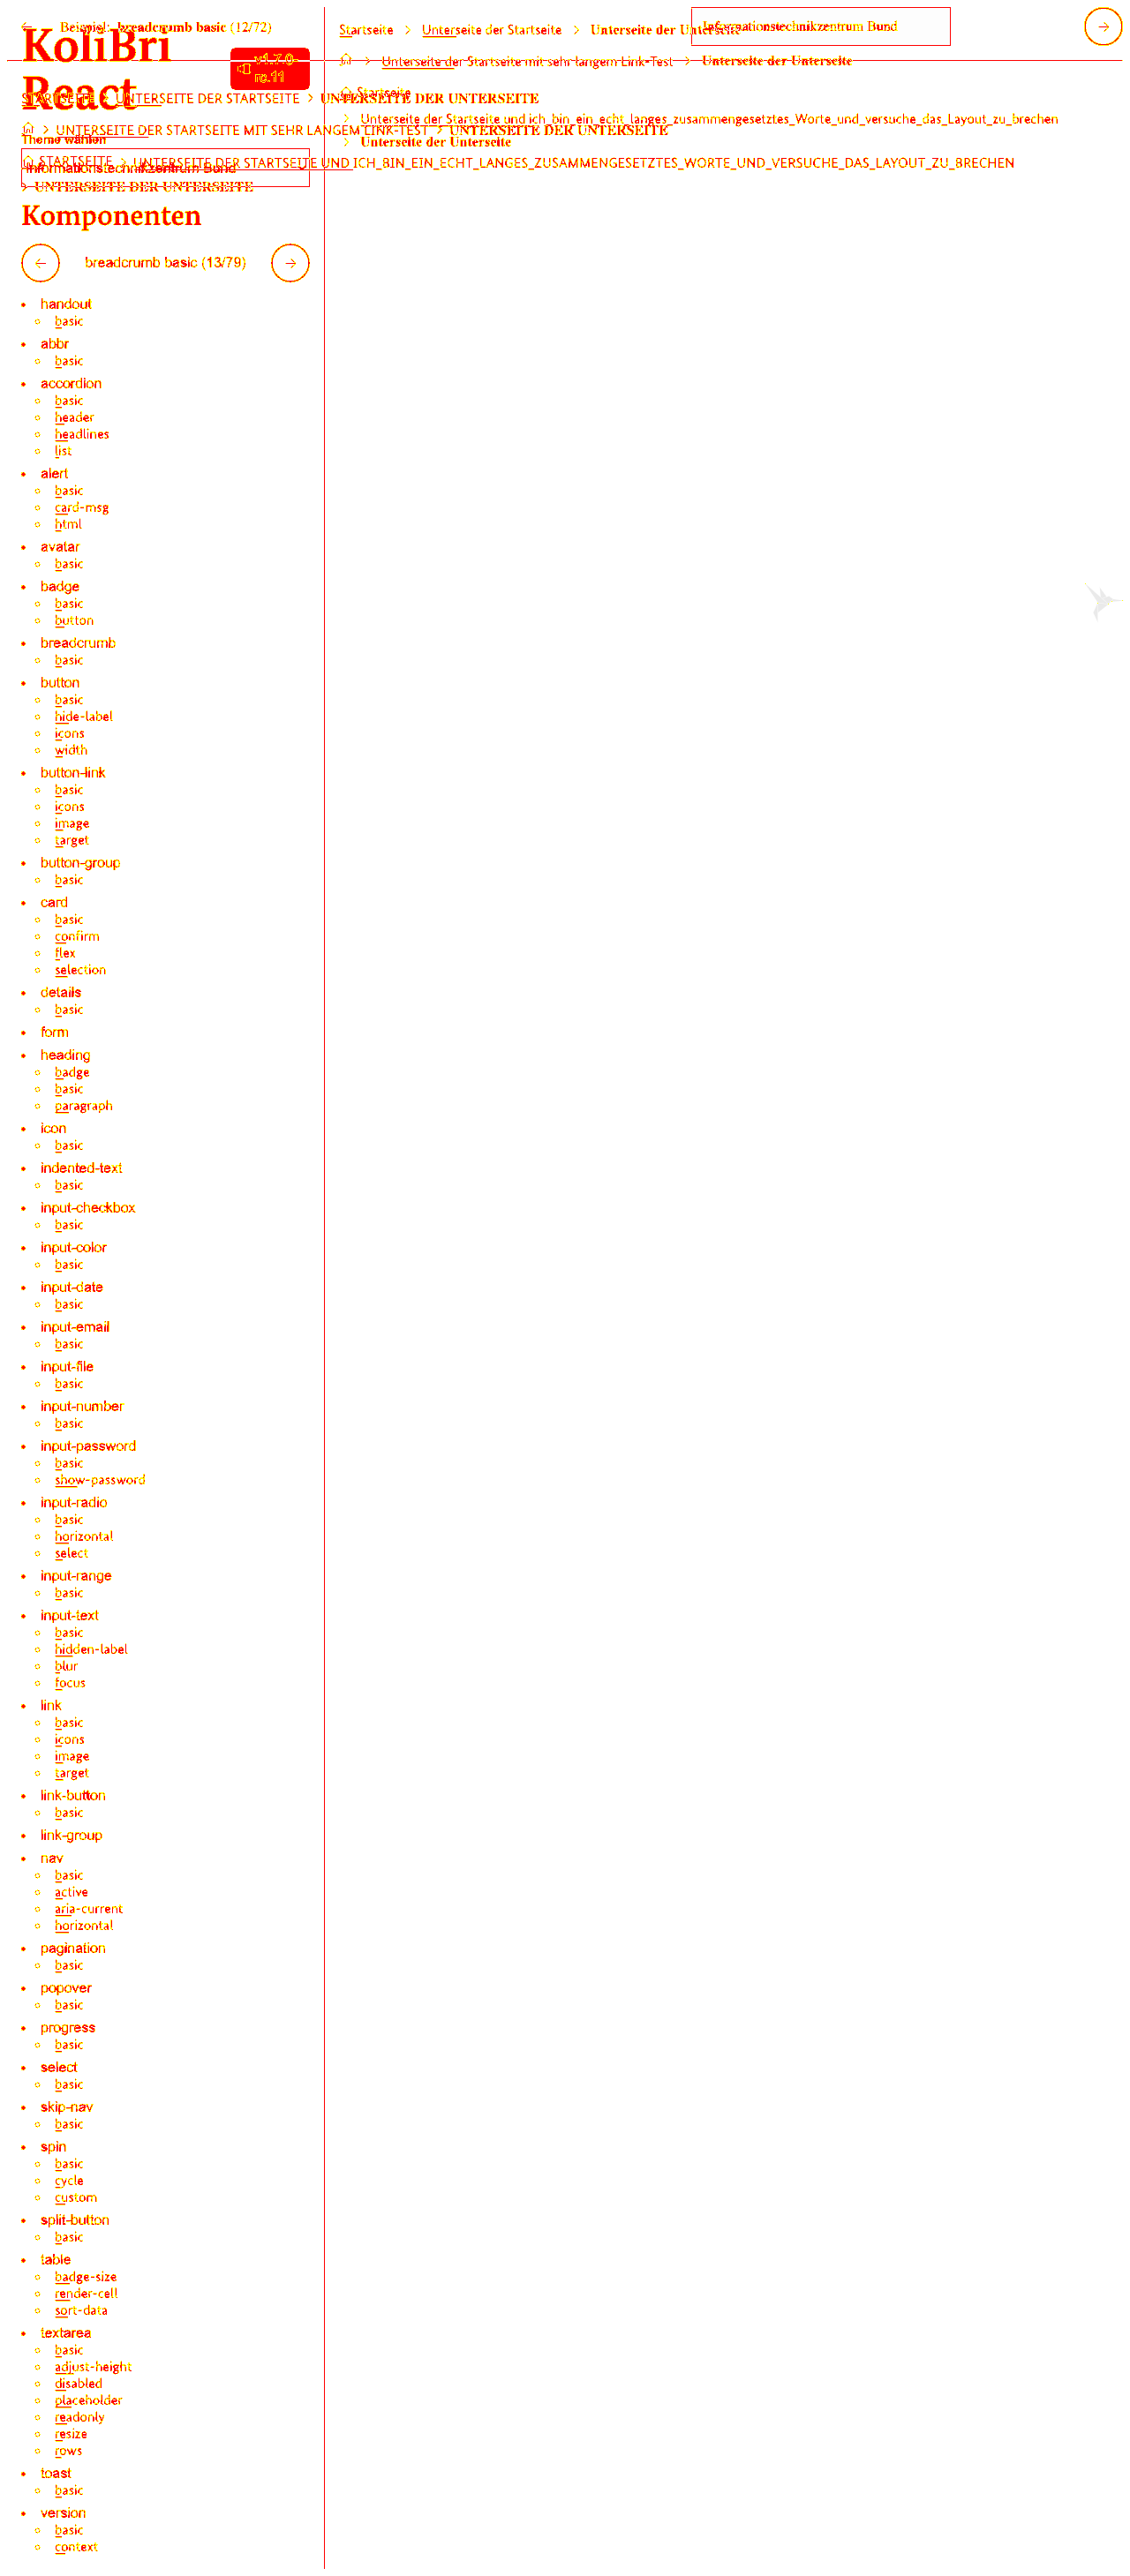 ← Beispiel: breadcrumb basic (12/72)
Startseite > Unterseite der Startseite > Unterseite der Unterseite
Informationstechnikzentrum Bund
KoliBri
React
v1.7.0-
rc.11
> Unterseite der Startseite mit sehr langem Link-Test > Unterseite der Unterseite
STARTSEITE > UNTERSEITE DER STARTSEITE > UNTERSEITE DER UNTERSEITE
Startseite
> Unterseite der Startseite und ich_bin_ein_echt_langes_zusammengesetztes_Worte_und_versuche_das_Layout_zu_brechen
> UNTERSEITE DER STARTSEITE MIT SEHR LANGEM LINK-TEST > UNTERSEITE DER UNTERSEITE
Theme wählen
> Unterseite der Unterseite
STARTSEITE > UNTERSEITE DER STARTSEITE UND ICH_BIN_EIN_ECHT_LANGES_ZUSAMMENGESETZTES_WORTE_UND_VERSUCHE_DAS_LAYOUT_ZU_BRECHEN
Informationstechnikzentrum Bund
> UNTERSEITE DER UNTERSEITE
Komponenten
← breadcrumb basic (13/79) →
handout
basic
abbr
basic
accordion
basic
header
headlines
list
alert
basic
card-msg
html
avatar
basic
badge
basic
button
breadcrumb
basic
button
basic
hide-label
icons
width
button-link
basic
icons
image
target
button-group
basic
card
basic
confirm
flex
selection
details
basic
form
heading
badge
basic
paragraph
icon
basic
indented-text
basic
input-checkbox
basic
input-color
basic
input-date
basic
input-email
basic
input-file
basic
input-number
basic
input-password
basic
show-password
input-radio
basic
horizontal
select
input-range
basic
input-text
basic
hidden-label
blur
focus
link
basic
icons
image
target
link-button
basic
link-group
nav
basic
active
aria-current
horizontal
pagination
basic
popover
basic
progress
basic
select
basic
skip-nav
basic
spin
basic
cycle
custom
split-button
basic
table
badge-size
render-cell
sort-data
textarea
basic
adjust-height
disabled
placeholder
readonly
resize
rows
toast
basic
version
basic
context